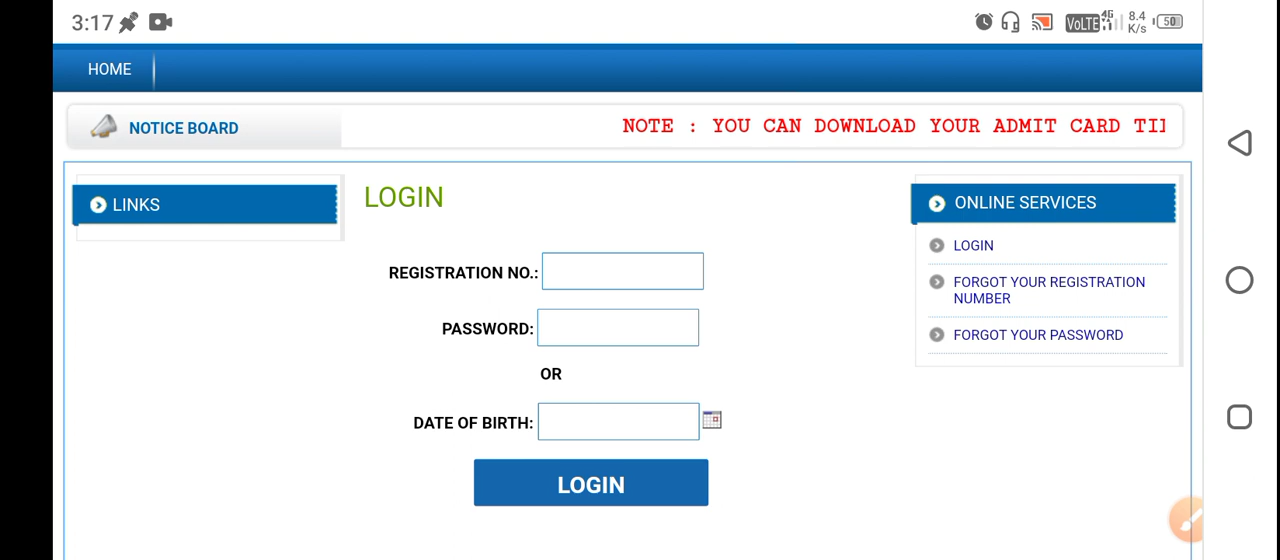 3:17
VoLTE 4G 8.4 K/s 50
HOME
NOTICE BOARD
NOTE : YOU CAN DOWNLOAD YOUR ADMIT CARD
LINKS
LOGIN
REGISTRATION NO.:
PASSWORD:
OR
DATE OF BIRTH:
LOGIN
ONLINE SERVICES
LOGIN
FORGOT YOUR REGISTRATION
NUMBER
FORGOT YOUR PASSWORD